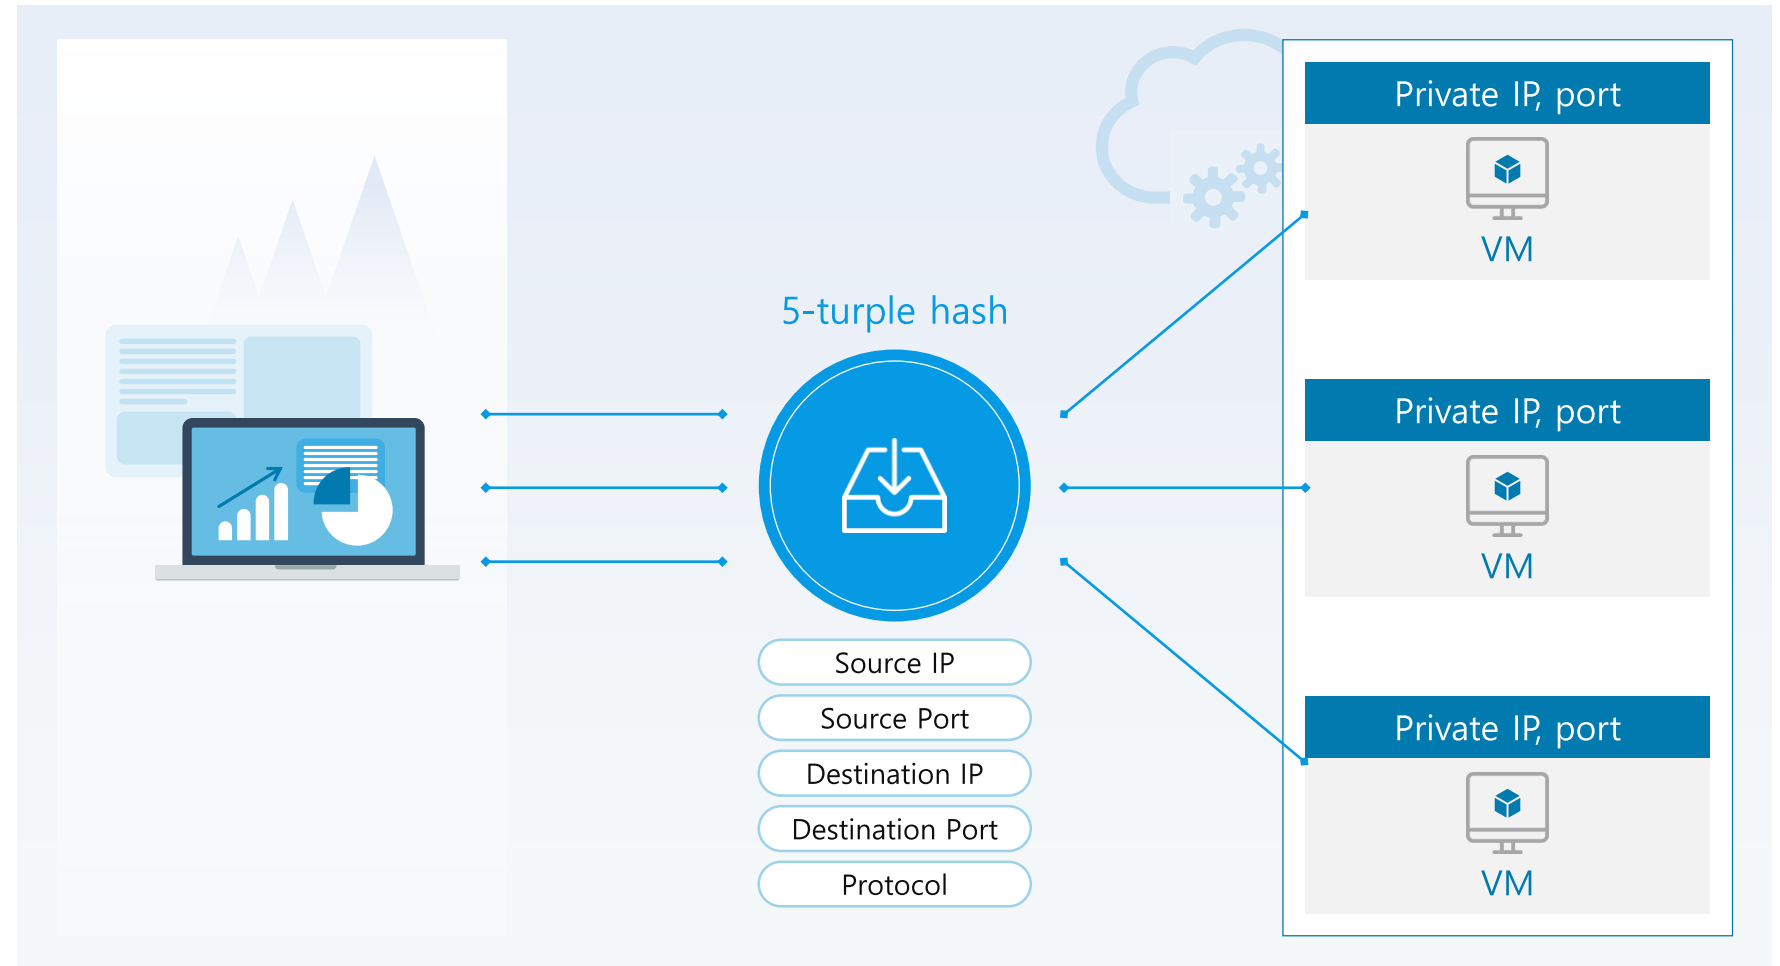 5-turple hash
Source IP
Source Port
Destination IP
Destination Port
Protocol
Private IP, port
VM
Private IP, port
VM
Private IP, port
VM